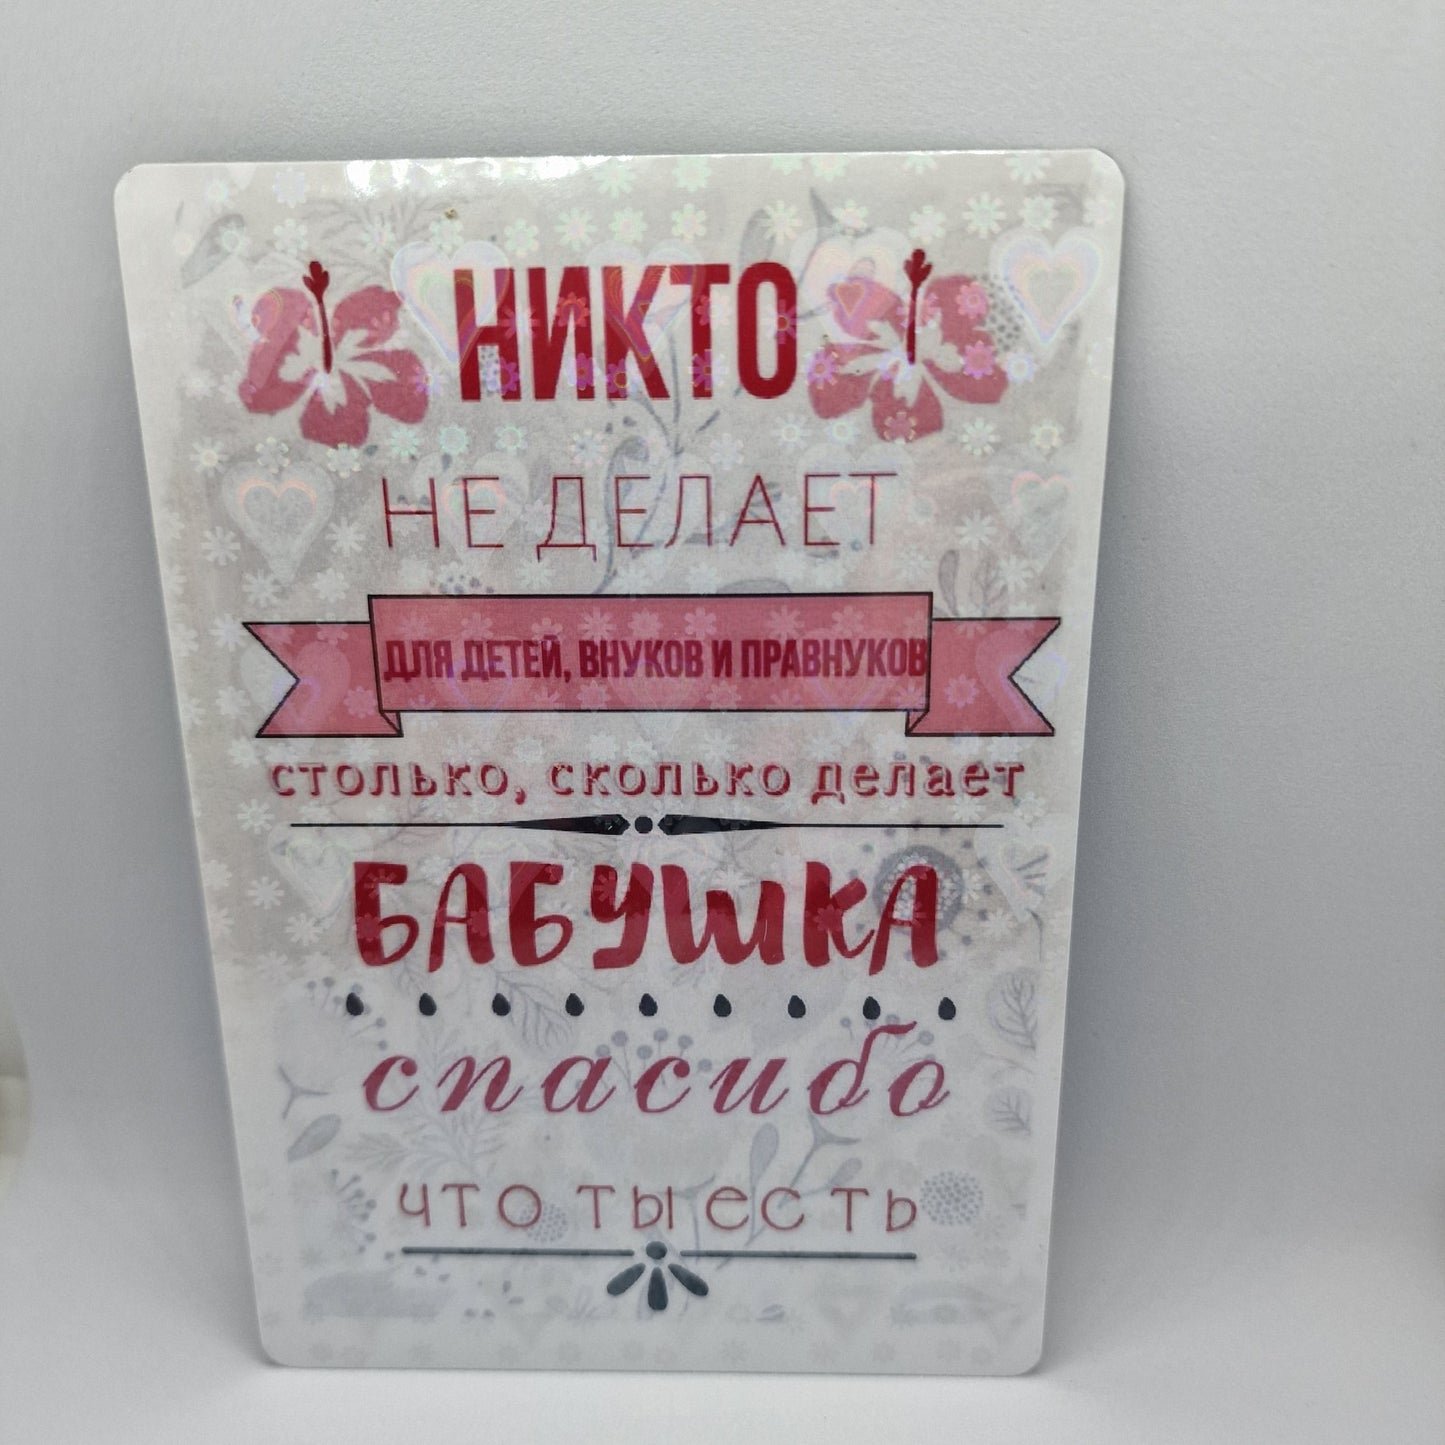 НИКТО
НЕ ДЕЛАЕТ
ДЛЯ ДЕТЕЙ, ВНУКОВ И ПРАВНУКОВ
столько, сколько делает
БАБУШКА
спасибо
что ты есть